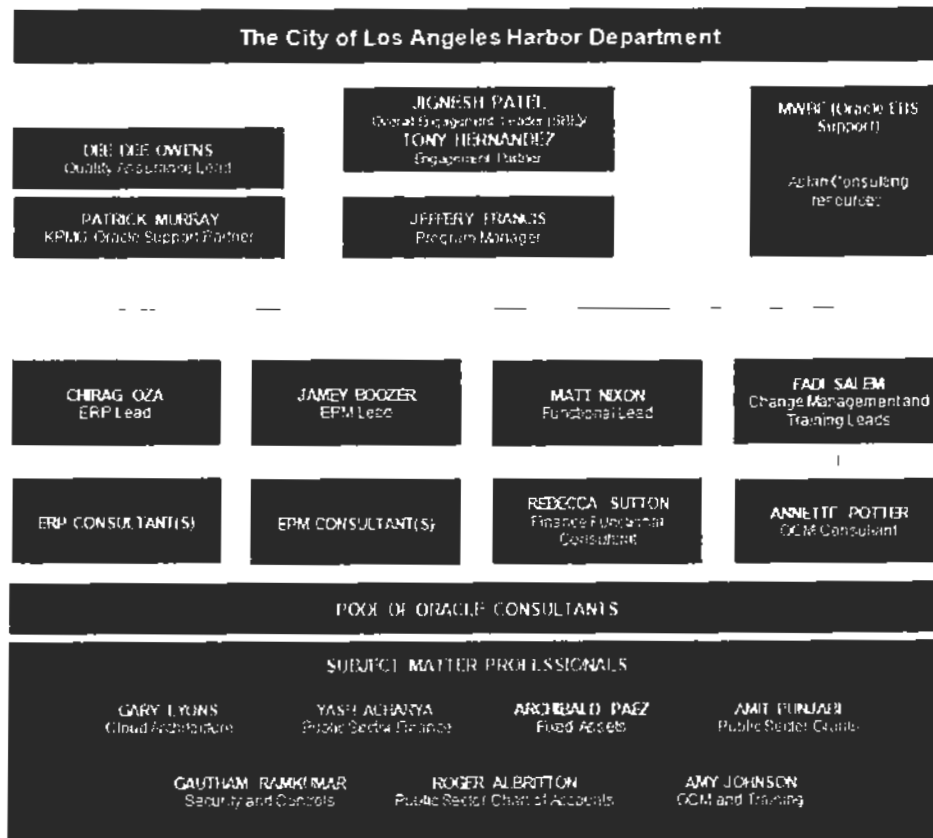 The City of Los Angeles Harbor Department
JIGNESH PATEL
Overall Engagement Leader
TONY HERNANDEZ
Engagement Partner
MWBE (Oracle EBS
Support)
Consulting
resources
DEE DEE OWENS
Quality Assurance Lead
PATRICK MURRAY
KPMG Oracle Support Partner
JEFFERY FRANCIS
Program Manager
CHIRAG OZA
ERP Lead
JAMEY BOOZER
EPM Lead
MATT NIXON
Functional Lead
FADI SALEM
Change Management and
Training Leads
ERP CONSULTANT(S)
EPM CONSULTANT(S)
REBECCA SUTTON
Finance Functional
Consultant
ANNETTE POTTER
OCM Consultant
POOL OF ORACLE CONSULTANTS
SUBJECT MATTER PROFESSIONALS
GARY LYONS
Cloud Architecture
YASH ACHARYA
Public Sector Finance
ARCHIBALD PAEZ
Fixed Assets
AMIT PUNJABI
Public Sector Grants
GAUTHAM RAMKUMAR
Security and Controls
ROGER ALBRITTON
Public Sector Chart of Accounts
AMY JOHNSON
OCM and Training